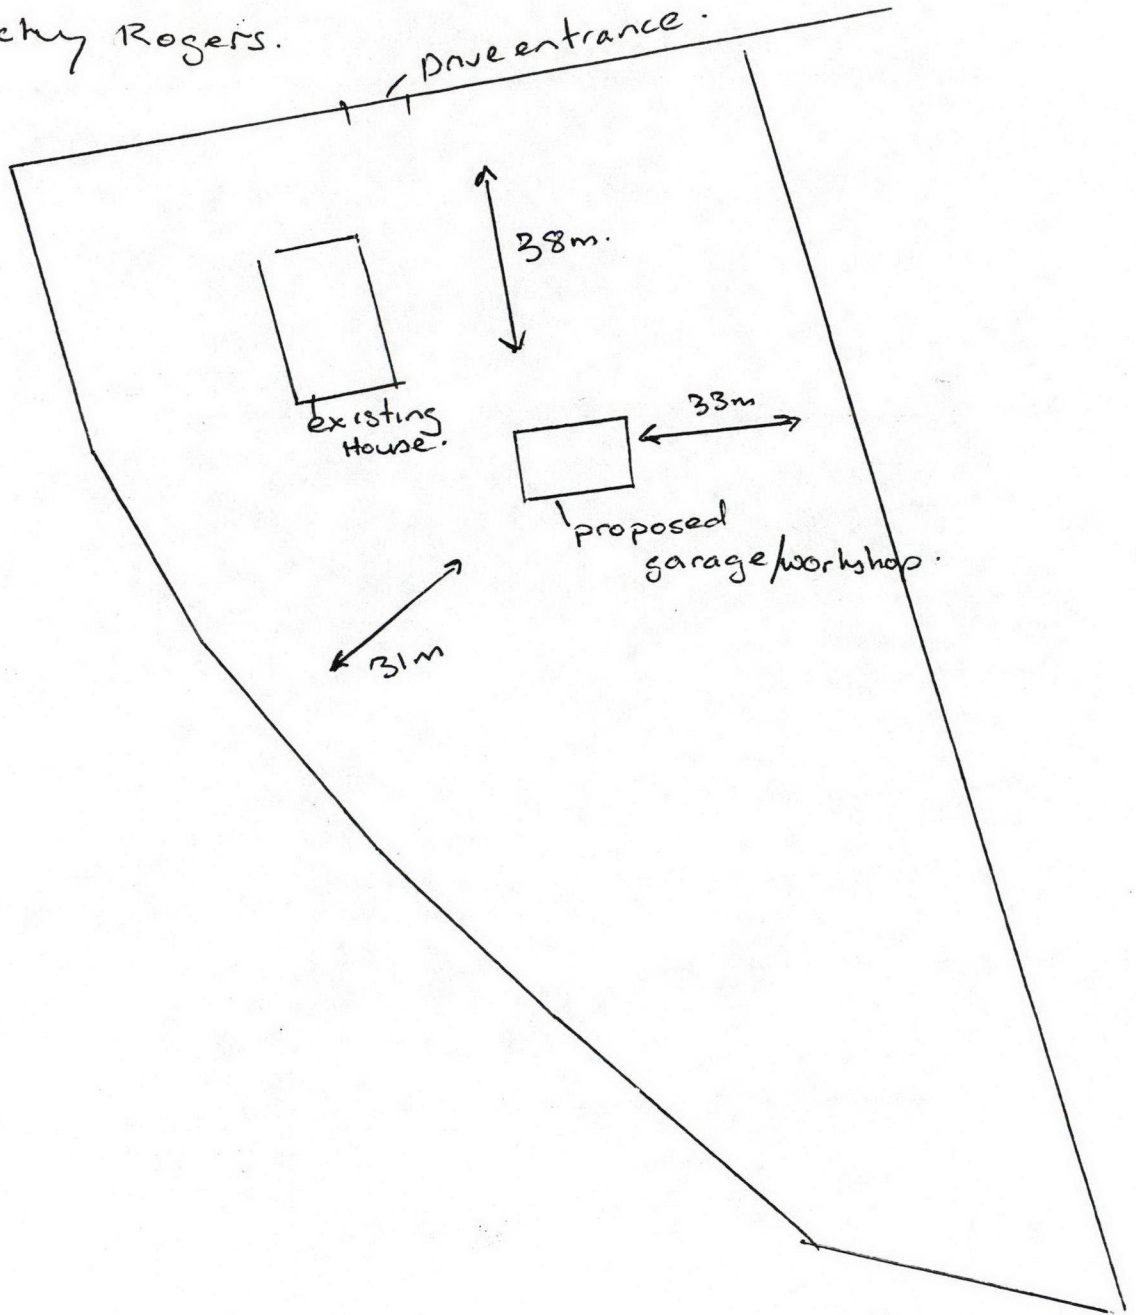 Rogers.
Drive entrance.
38m.
33m
existing
House.
proposed
garage/workshop.
31m